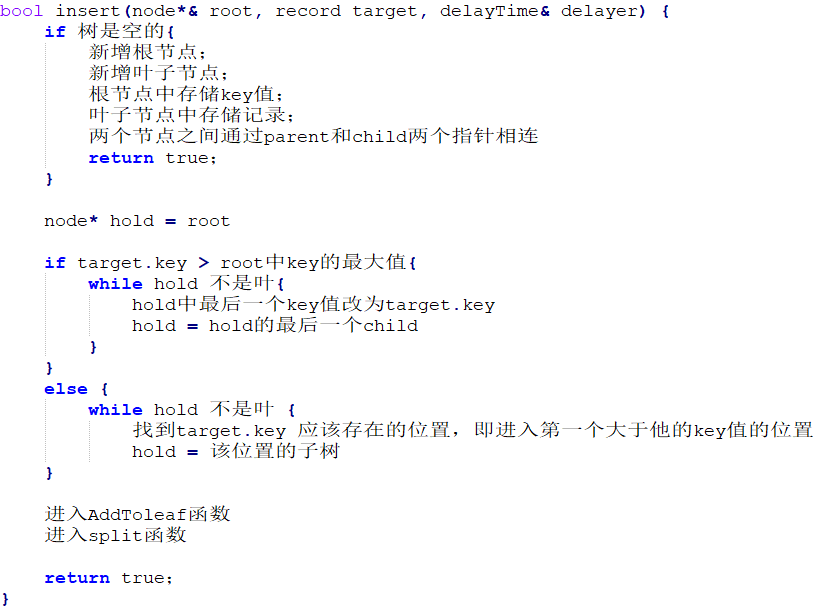 bool insert(node*& root, record target, delayTime& delayer) {
    if 树是空的{
        新增根节点;
        新增叶子节点;
        根节点中存储key值;
        叶子节点中存储记录;
        两个节点之间通过parent和child两个指针相连
        return true;
    }

    node* hold = root

    if target.key > root中key的最大值{
        while hold 不是叶{
            hold中最后一个key值改为target.key
            hold = hold的最后一个child
        }
    }
    else {
        while hold 不是叶 {
            找到target.key 应该存在的位置，即进入第一个大于他的key值的位置
            hold = 该位置的子树
    }

    进入AddToleaf函数
    进入split函数

    return true;
}